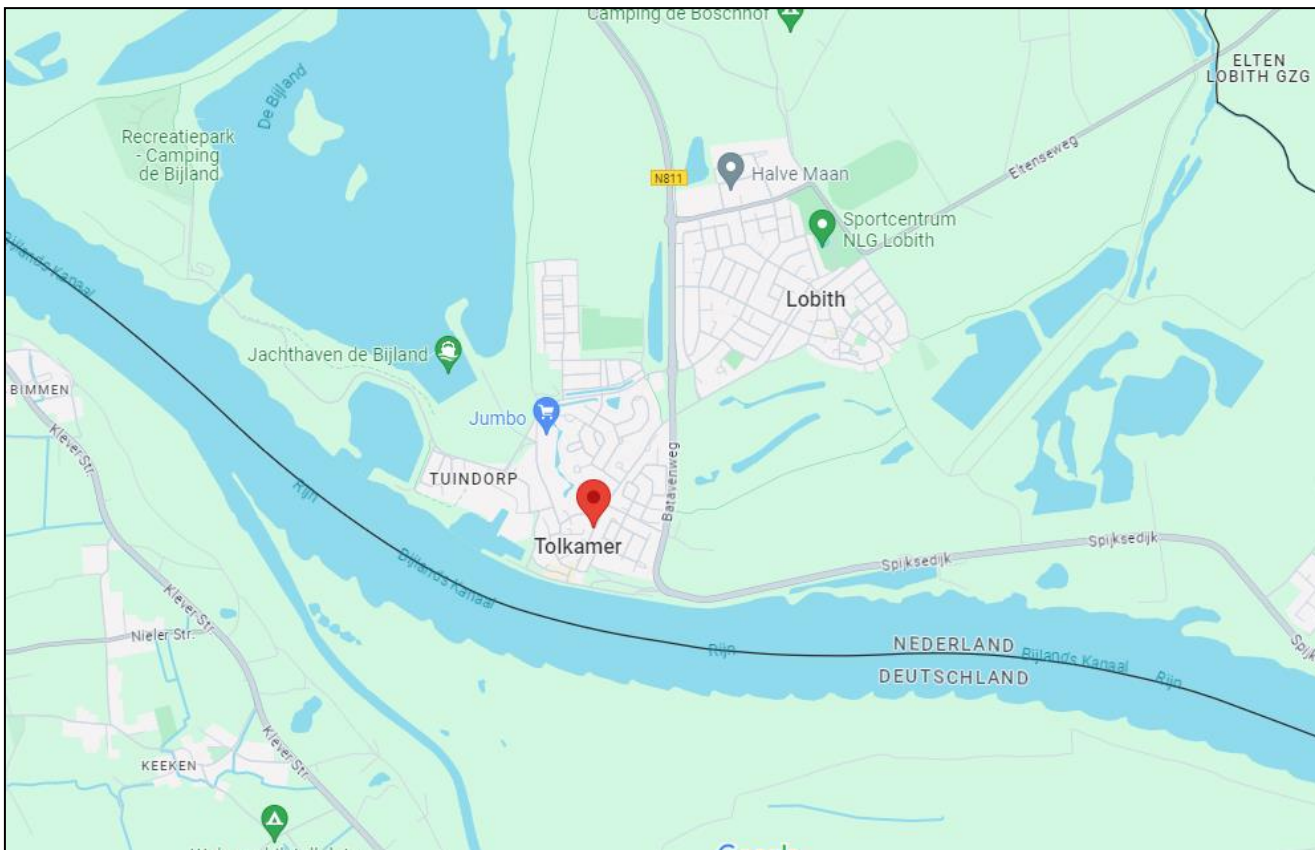 Camping de Boschhof
ELTEN
LOBITH GZG
De Bijland
Recreatiepark
- Camping
de Bijland
N811
Halve Maan
Eltenseweg
Sportcentrum
NLG Lobith
Bijlands Kanaal
Lobith
Jachthaven de Bijland
BIMMEN
Jumbo
Klever Str.
TUINDORP
Rijn
Batavenweg
Tolkamer
Spijksedijk
Spijksedijk
Bijlands Kanaal
Klever Str.
Nieler Str.
NEDERLAND
Rijn
Bijlands Kanaal
Rijn
DEUTSCHLAND
Klever Str.
KEEKEN